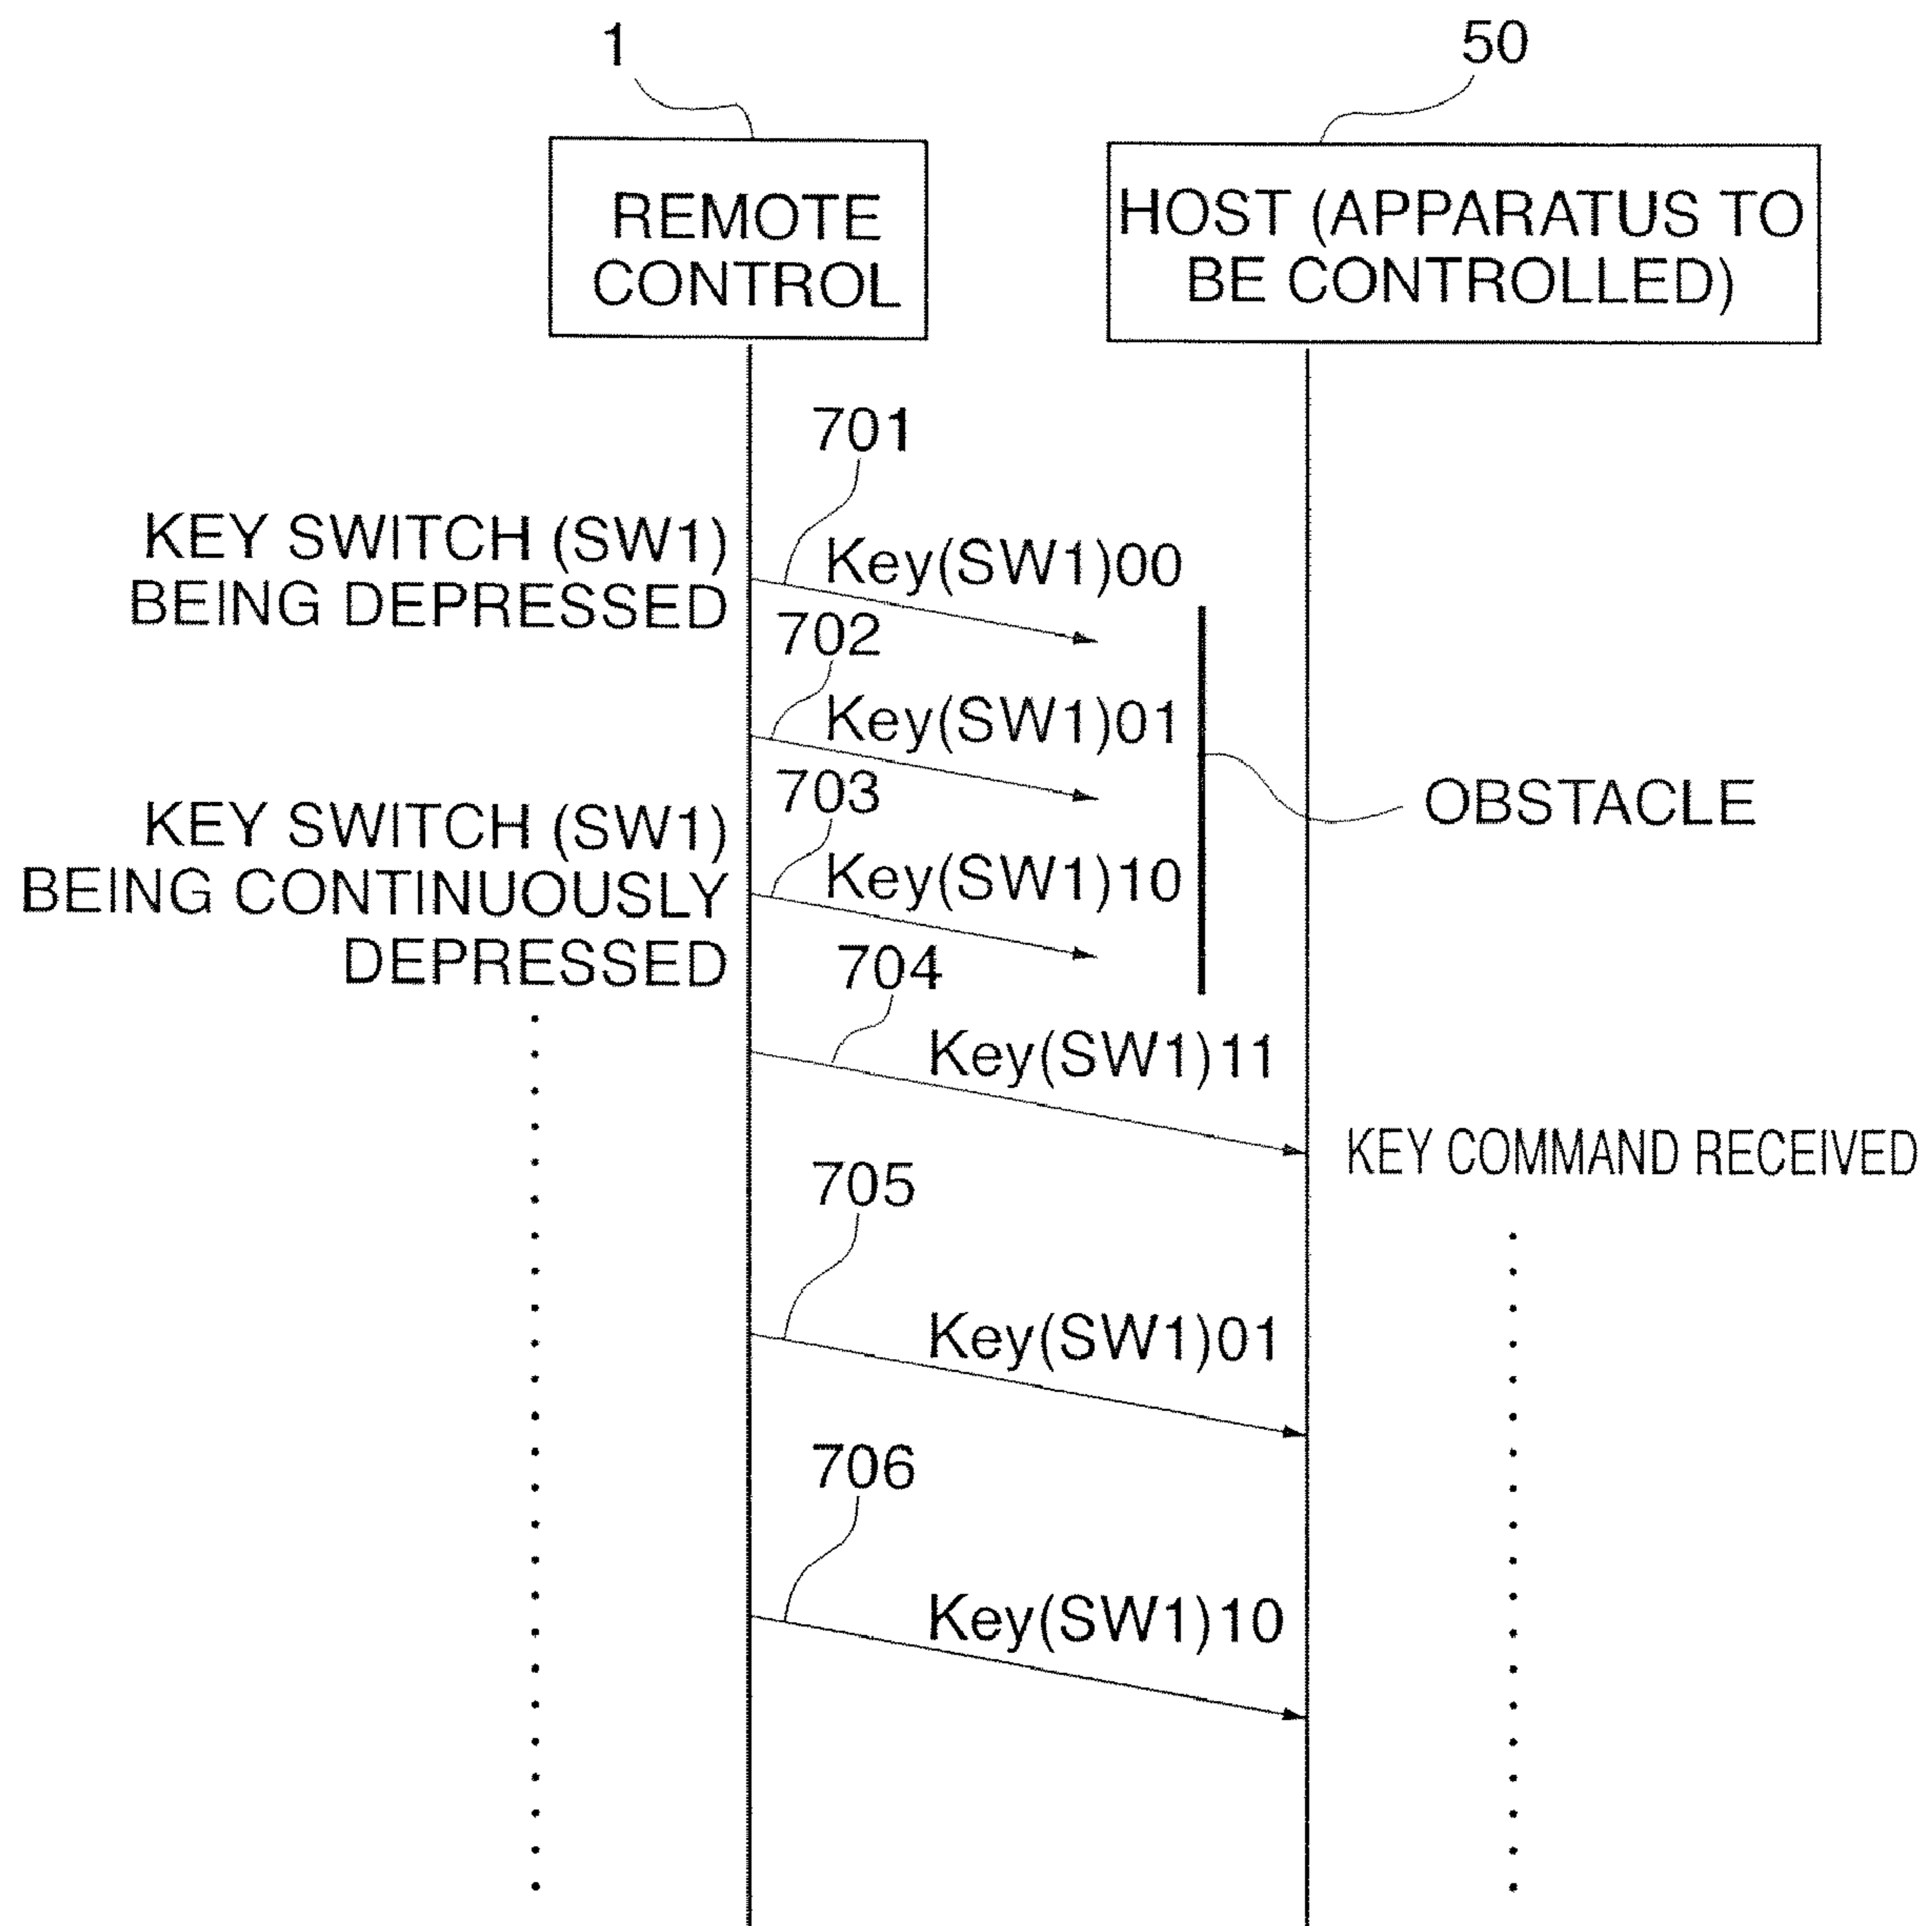 1
50
REMOTE
CONTROL
HOST (APPARATUS TO
BE CONTROLLED)
701
KEY SWITCH (SW1)
BEING DEPRESSED
Key(SW1)00
702
Key(SW1)01
703
OBSTACLE
KEY SWITCH (SW1)
BEING CONTINUOUSLY
DEPRESSED
Key(SW1)10
704
Key(SW1)11
KEY COMMAND RECEIVED
705
Key(SW1)01
706
Key(SW1)10